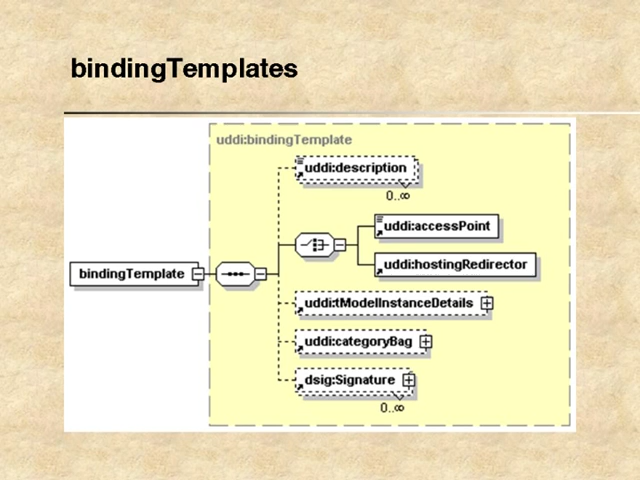 bindingTemplates
uddi:bindingTemplate
uddi:description
0..∞
uddi:accessPoint
uddi:hostingRedirector
bindingTemplate
uddi:tModelInstanceDetails
uddi:categoryBag
dsig:Signature
0..∞